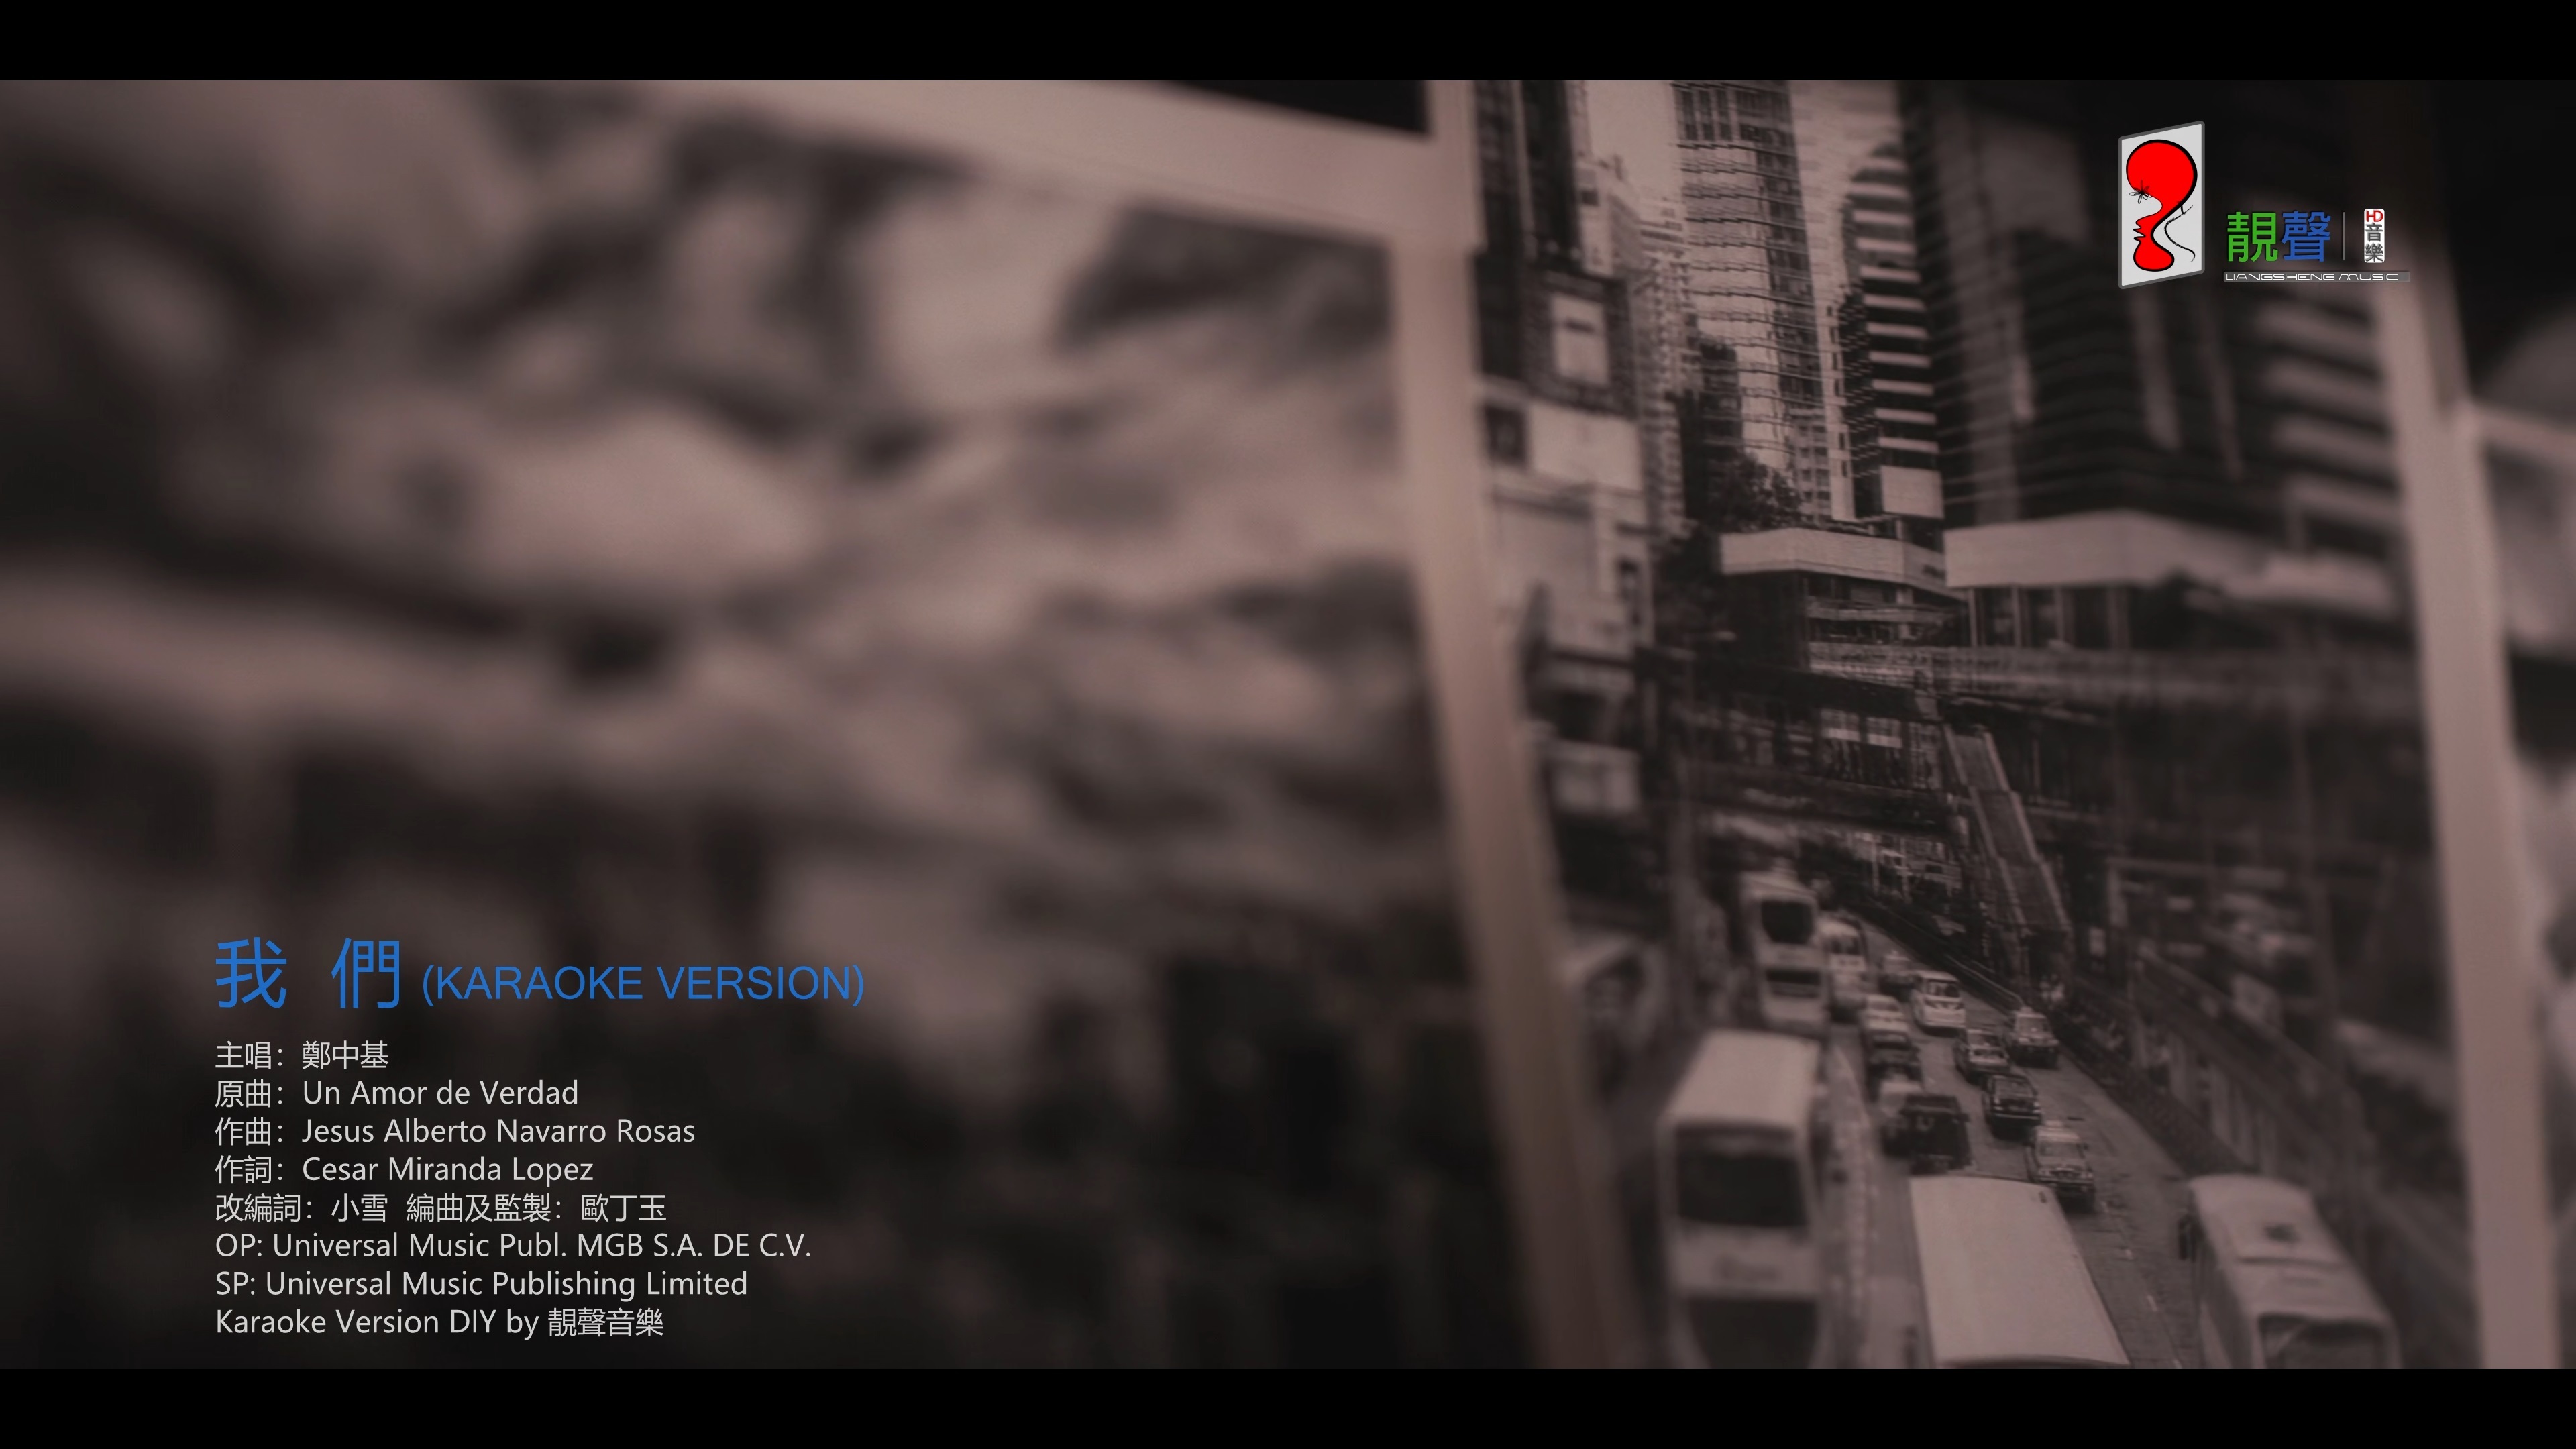 靚聲
HD
音樂
LIANGSHENG MUSIC
我 們 (KARAOKE VERSION)
主唱：鄭中基
原曲：Un Amor de Verdad
作曲：Jesus Alberto Navarro Rosas
作詞：Cesar Miranda Lopez
改編詞：小雪 編曲及監製：歐丁玉
OP: Universal Music Publ. MGB S.A. DE C.V.
SP: Universal Music Publishing Limited
Karaoke Version DIY by 靚聲音樂